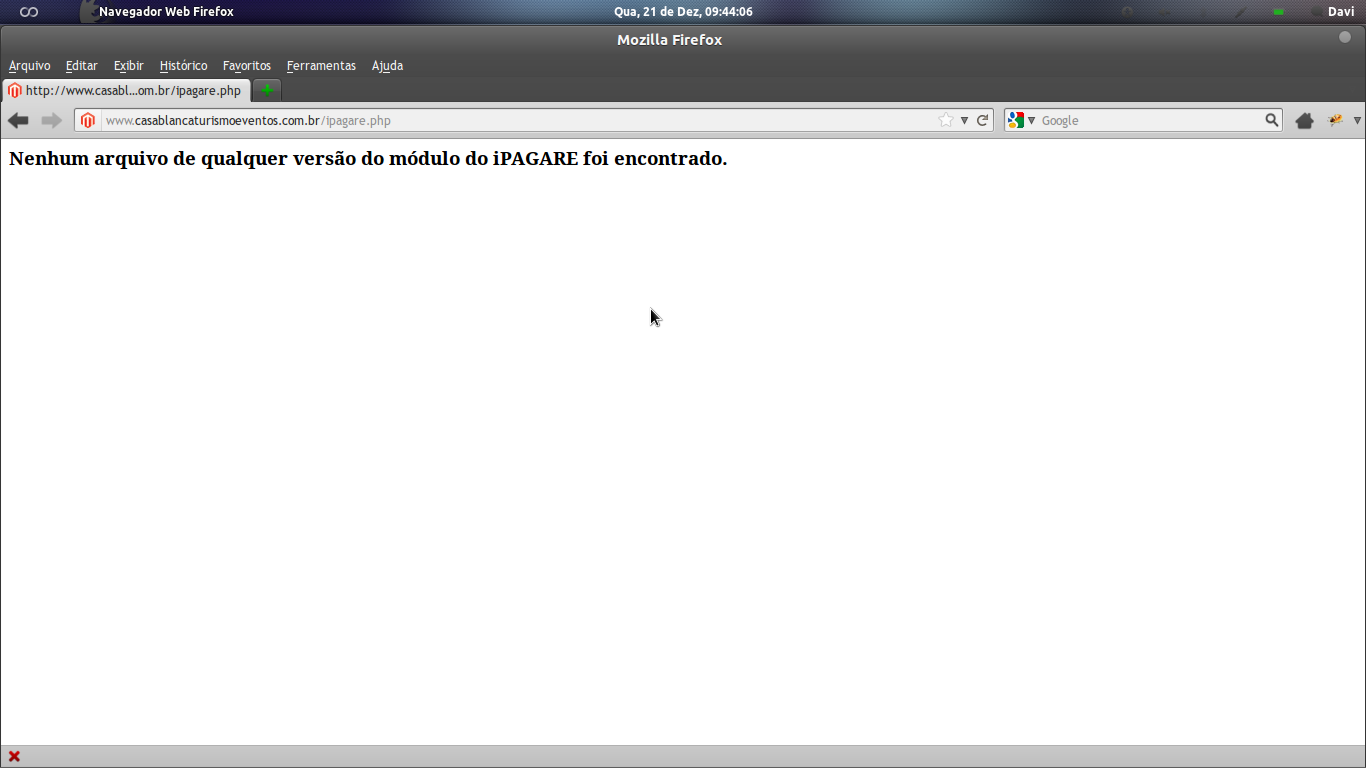 Navegador Web Firefox Qua, 21 de Dez, 09:44:06 Davi
Mozilla Firefox
Arquivo Editar Exibir Histórico Favoritos Ferramentas Ajuda
http://www.casabl...om.br/ipagare.php
www.casablancaturismoeventos.com.br/ipagare.php Google
Nenhum arquivo de qualquer versão do módulo do iPAGARE foi encontrado.